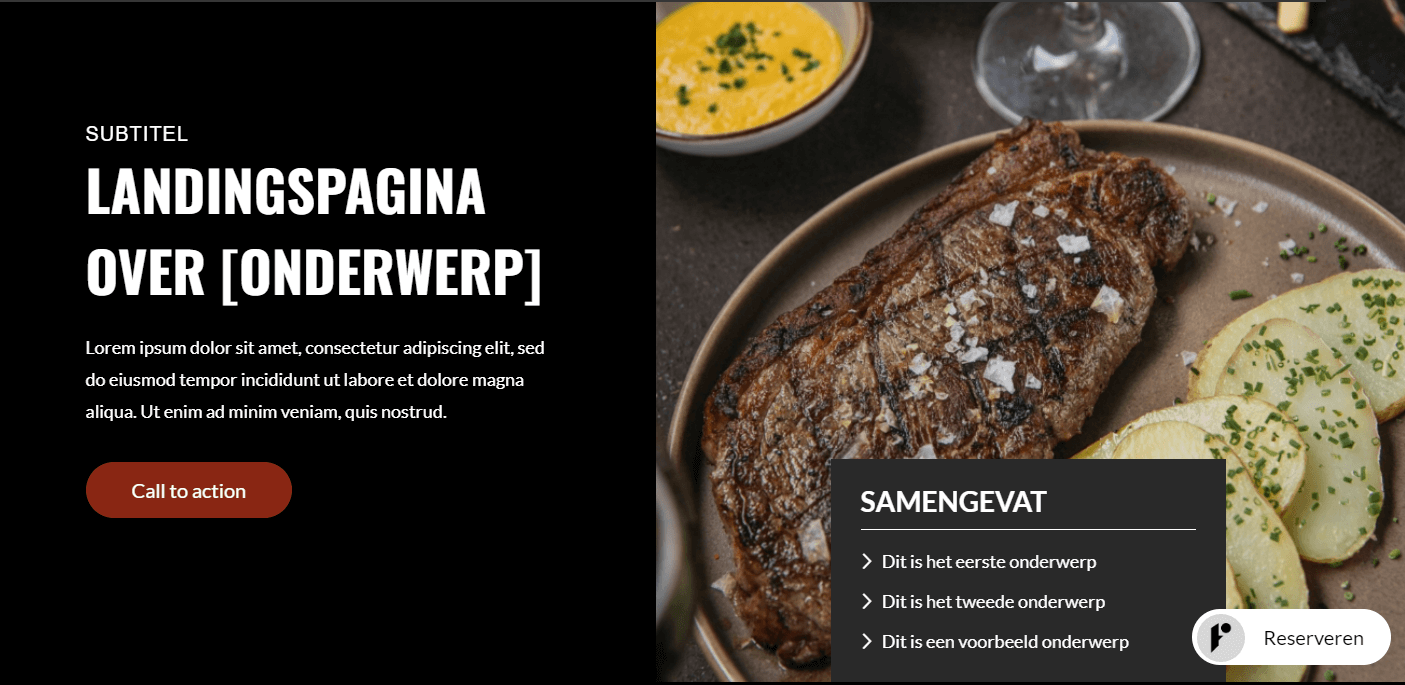 SUBTITEL
LANDINGSPAGINA
OVER [ONDERWERP]
Lorem ipsum dolor sit amet, consectetur adipiscing elit, sed
do eiusmod tempor incididunt ut labore et dolore magna
aliqua. Ut enim ad minim veniam, quis nostrud.
Call to action
SAMENGEVAT
Dit is het eerste onderwerp
Dit is het tweede onderwerp
Dit is een voorbeeld onderwerp
Reserveren